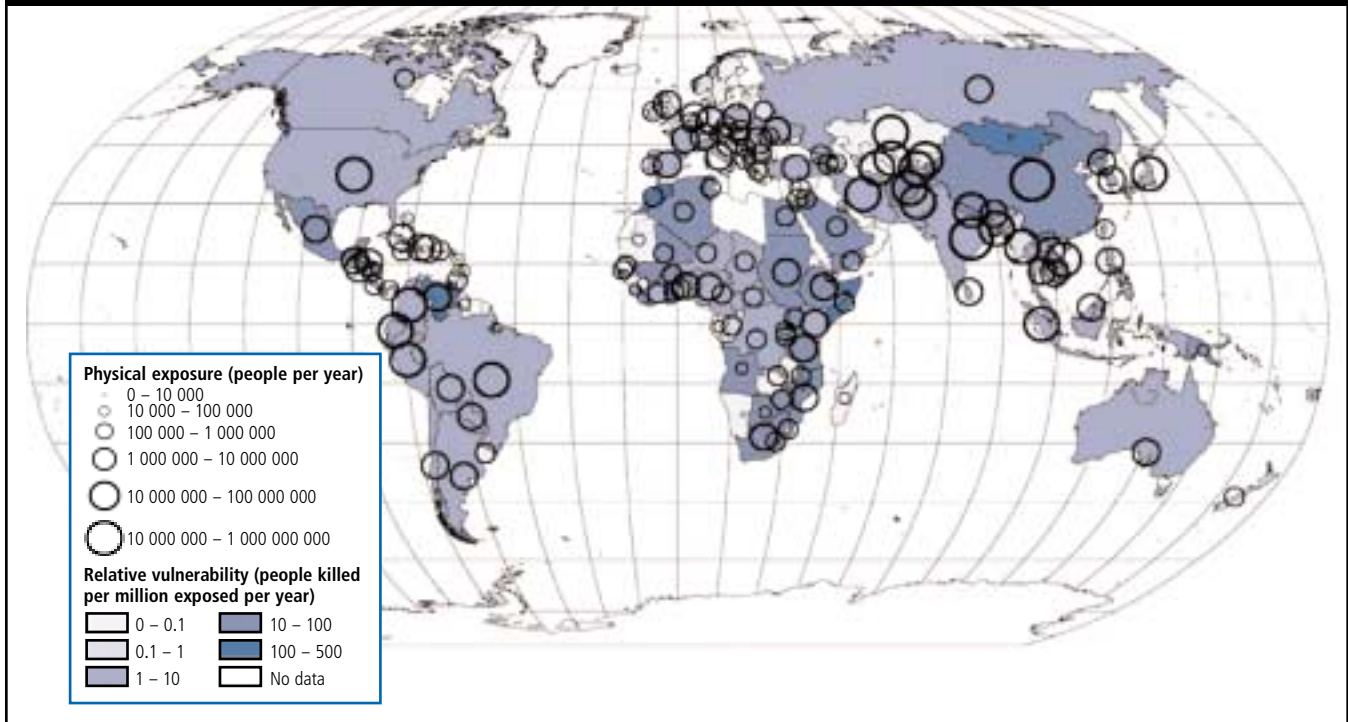 Physical exposure (people per year)
0 – 10 000
10 000 – 100 000
100 000 – 1 000 000
1 000 000 – 10 000 000
10 000 000 – 100 000 000
10 000 000 – 1 000 000 000
Relative vulnerability (people killed
per million exposed per year)
0 – 0.1
10 – 100
0.1 – 1
100 – 500
1 – 10
No data